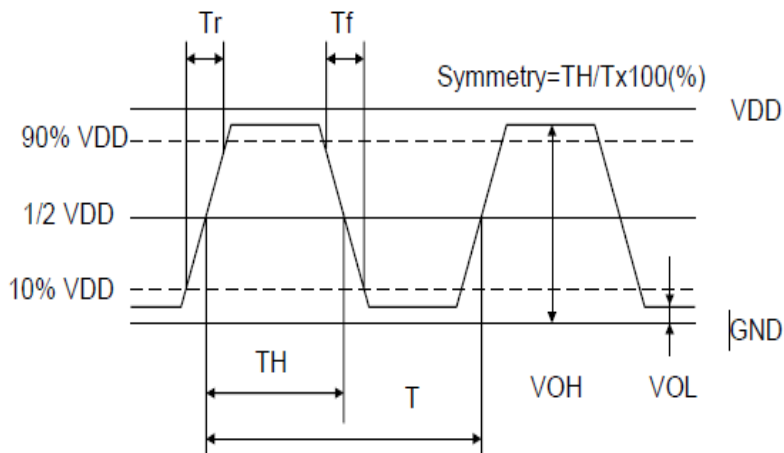 Tr
Tf
Symmetry=TH/Tx100(%)
VDD
90% VDD
1/2 VDD
10% VDD
GND
TH
T
VOH
VOL